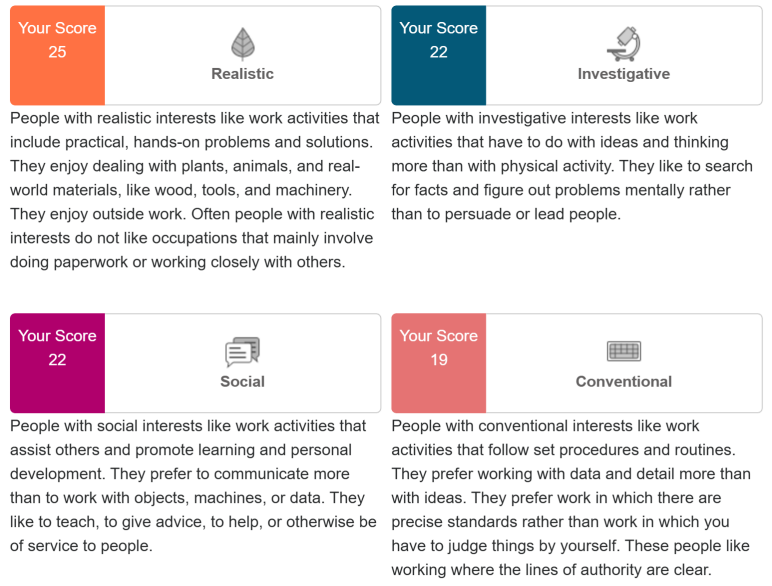 Your Score
25
Realistic
People with realistic interests like work activities that
include practical, hands-on problems and solutions.
They enjoy dealing with plants, animals, and real-
world materials, like wood, tools, and machinery.
They enjoy outside work. Often people with realistic
interests do not like occupations that mainly involve
doing paperwork or working closely with others.
Your Score
22
Investigative
People with investigative interests like work
activities that have to do with ideas and thinking
more than with physical activity. They like to search
for facts and figure out problems mentally rather
than to persuade or lead people.
Your Score
22
Social
People with social interests like work activities that
assist others and promote learning and personal
development. They prefer to communicate more
than to work with objects, machines, or data. They
like to teach, to give advice, to help, or otherwise be
of service to people.
Your Score
19
Conventional
People with conventional interests like work
activities that follow set procedures and routines.
They prefer working with data and detail more than
with ideas. They prefer work in which there are
precise standards rather than work in which you
have to judge things by yourself. These people like
working where the lines of authority are clear.